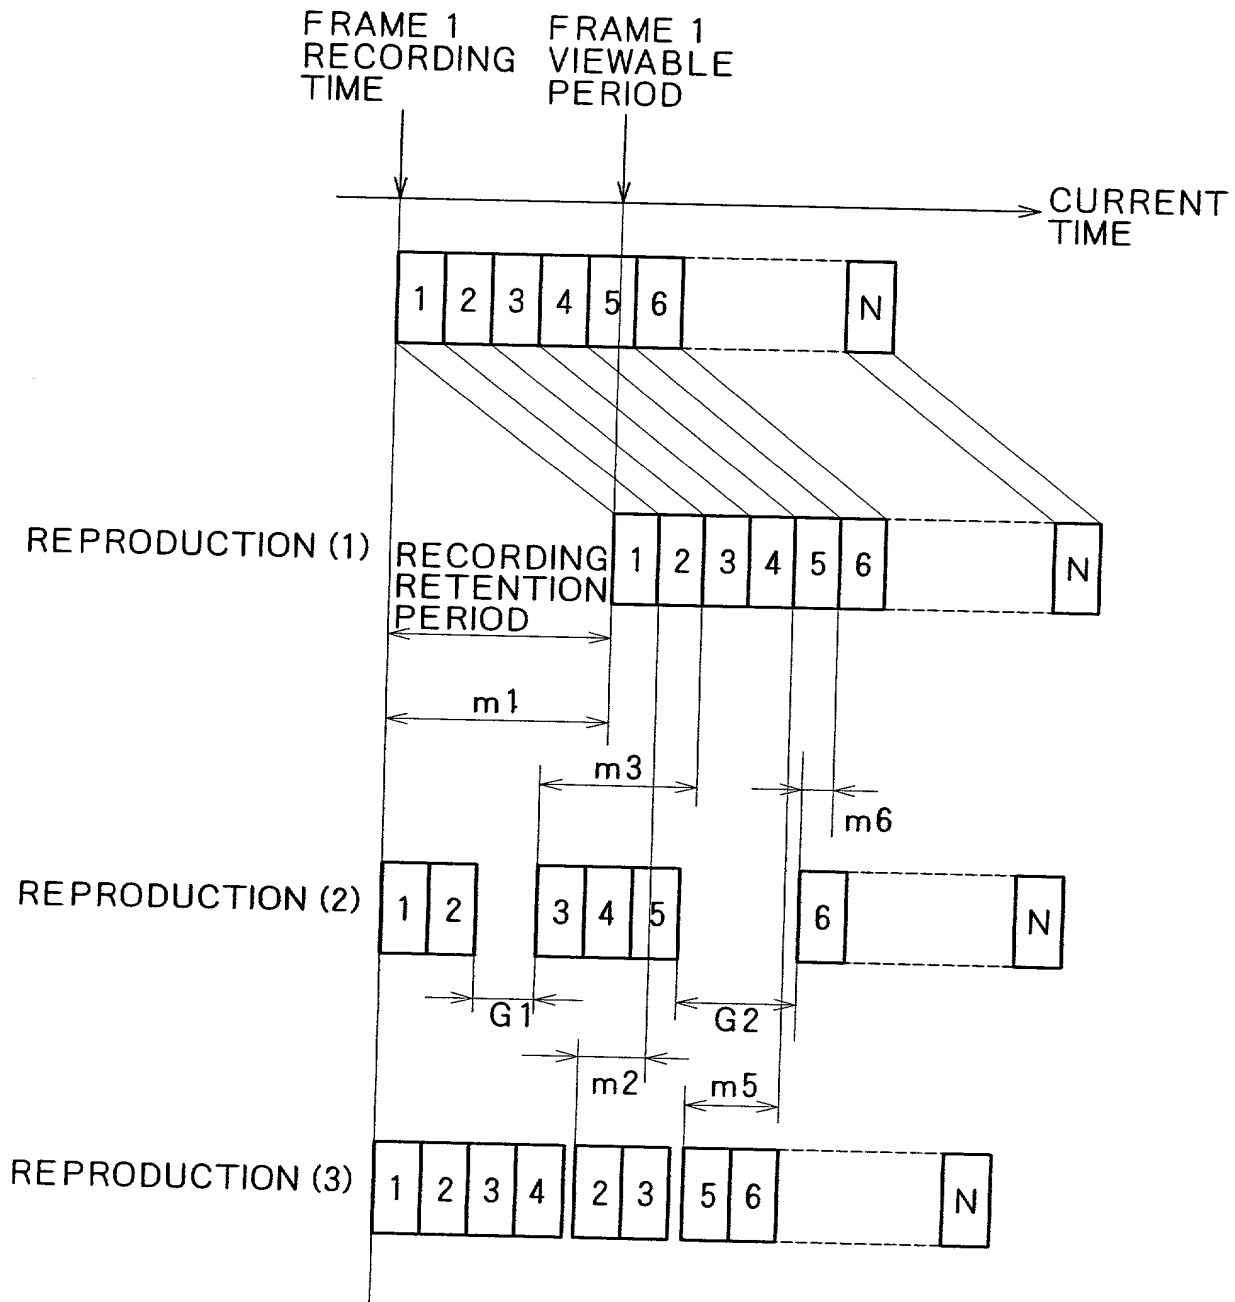 FRAME 1
RECORDING
TIME
FRAME 1
VIEWABLE
PERIOD
CURRENT
TIME
1 2 3 4 5 6 N
REPRODUCTION (1)
1 2 3 4 5 6 N
RECORDING
RETENTION
PERIOD
m1
m3
m6
REPRODUCTION (2)
1 2 3 4 5 6 N
G1
G2
m2
m5
REPRODUCTION (3)
1 2 3 4 2 3 5 6 N